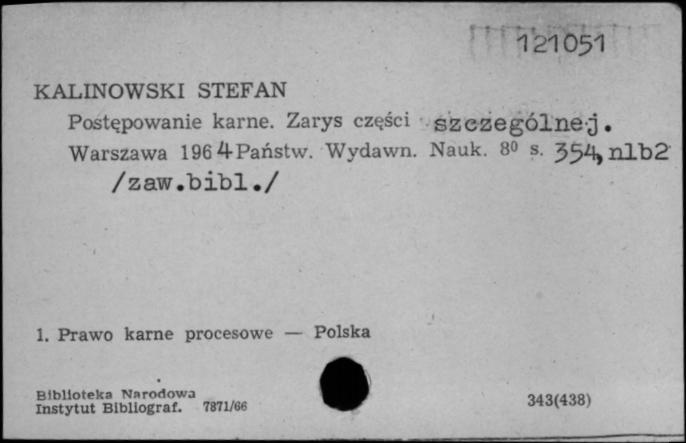 121051
KALINOWSKI STEFAN
Postępowanie karne. Zarys części szczególnej.
Warszawa 1964 Państw. Wydawn. Nauk. 8⁰ s. 354, nlb2
/zaw.bibl./
1. Prawo karne procesowe — Polska
Biblioteka Narodowa
Instytut Bibliograf. 7871/66
343(438)